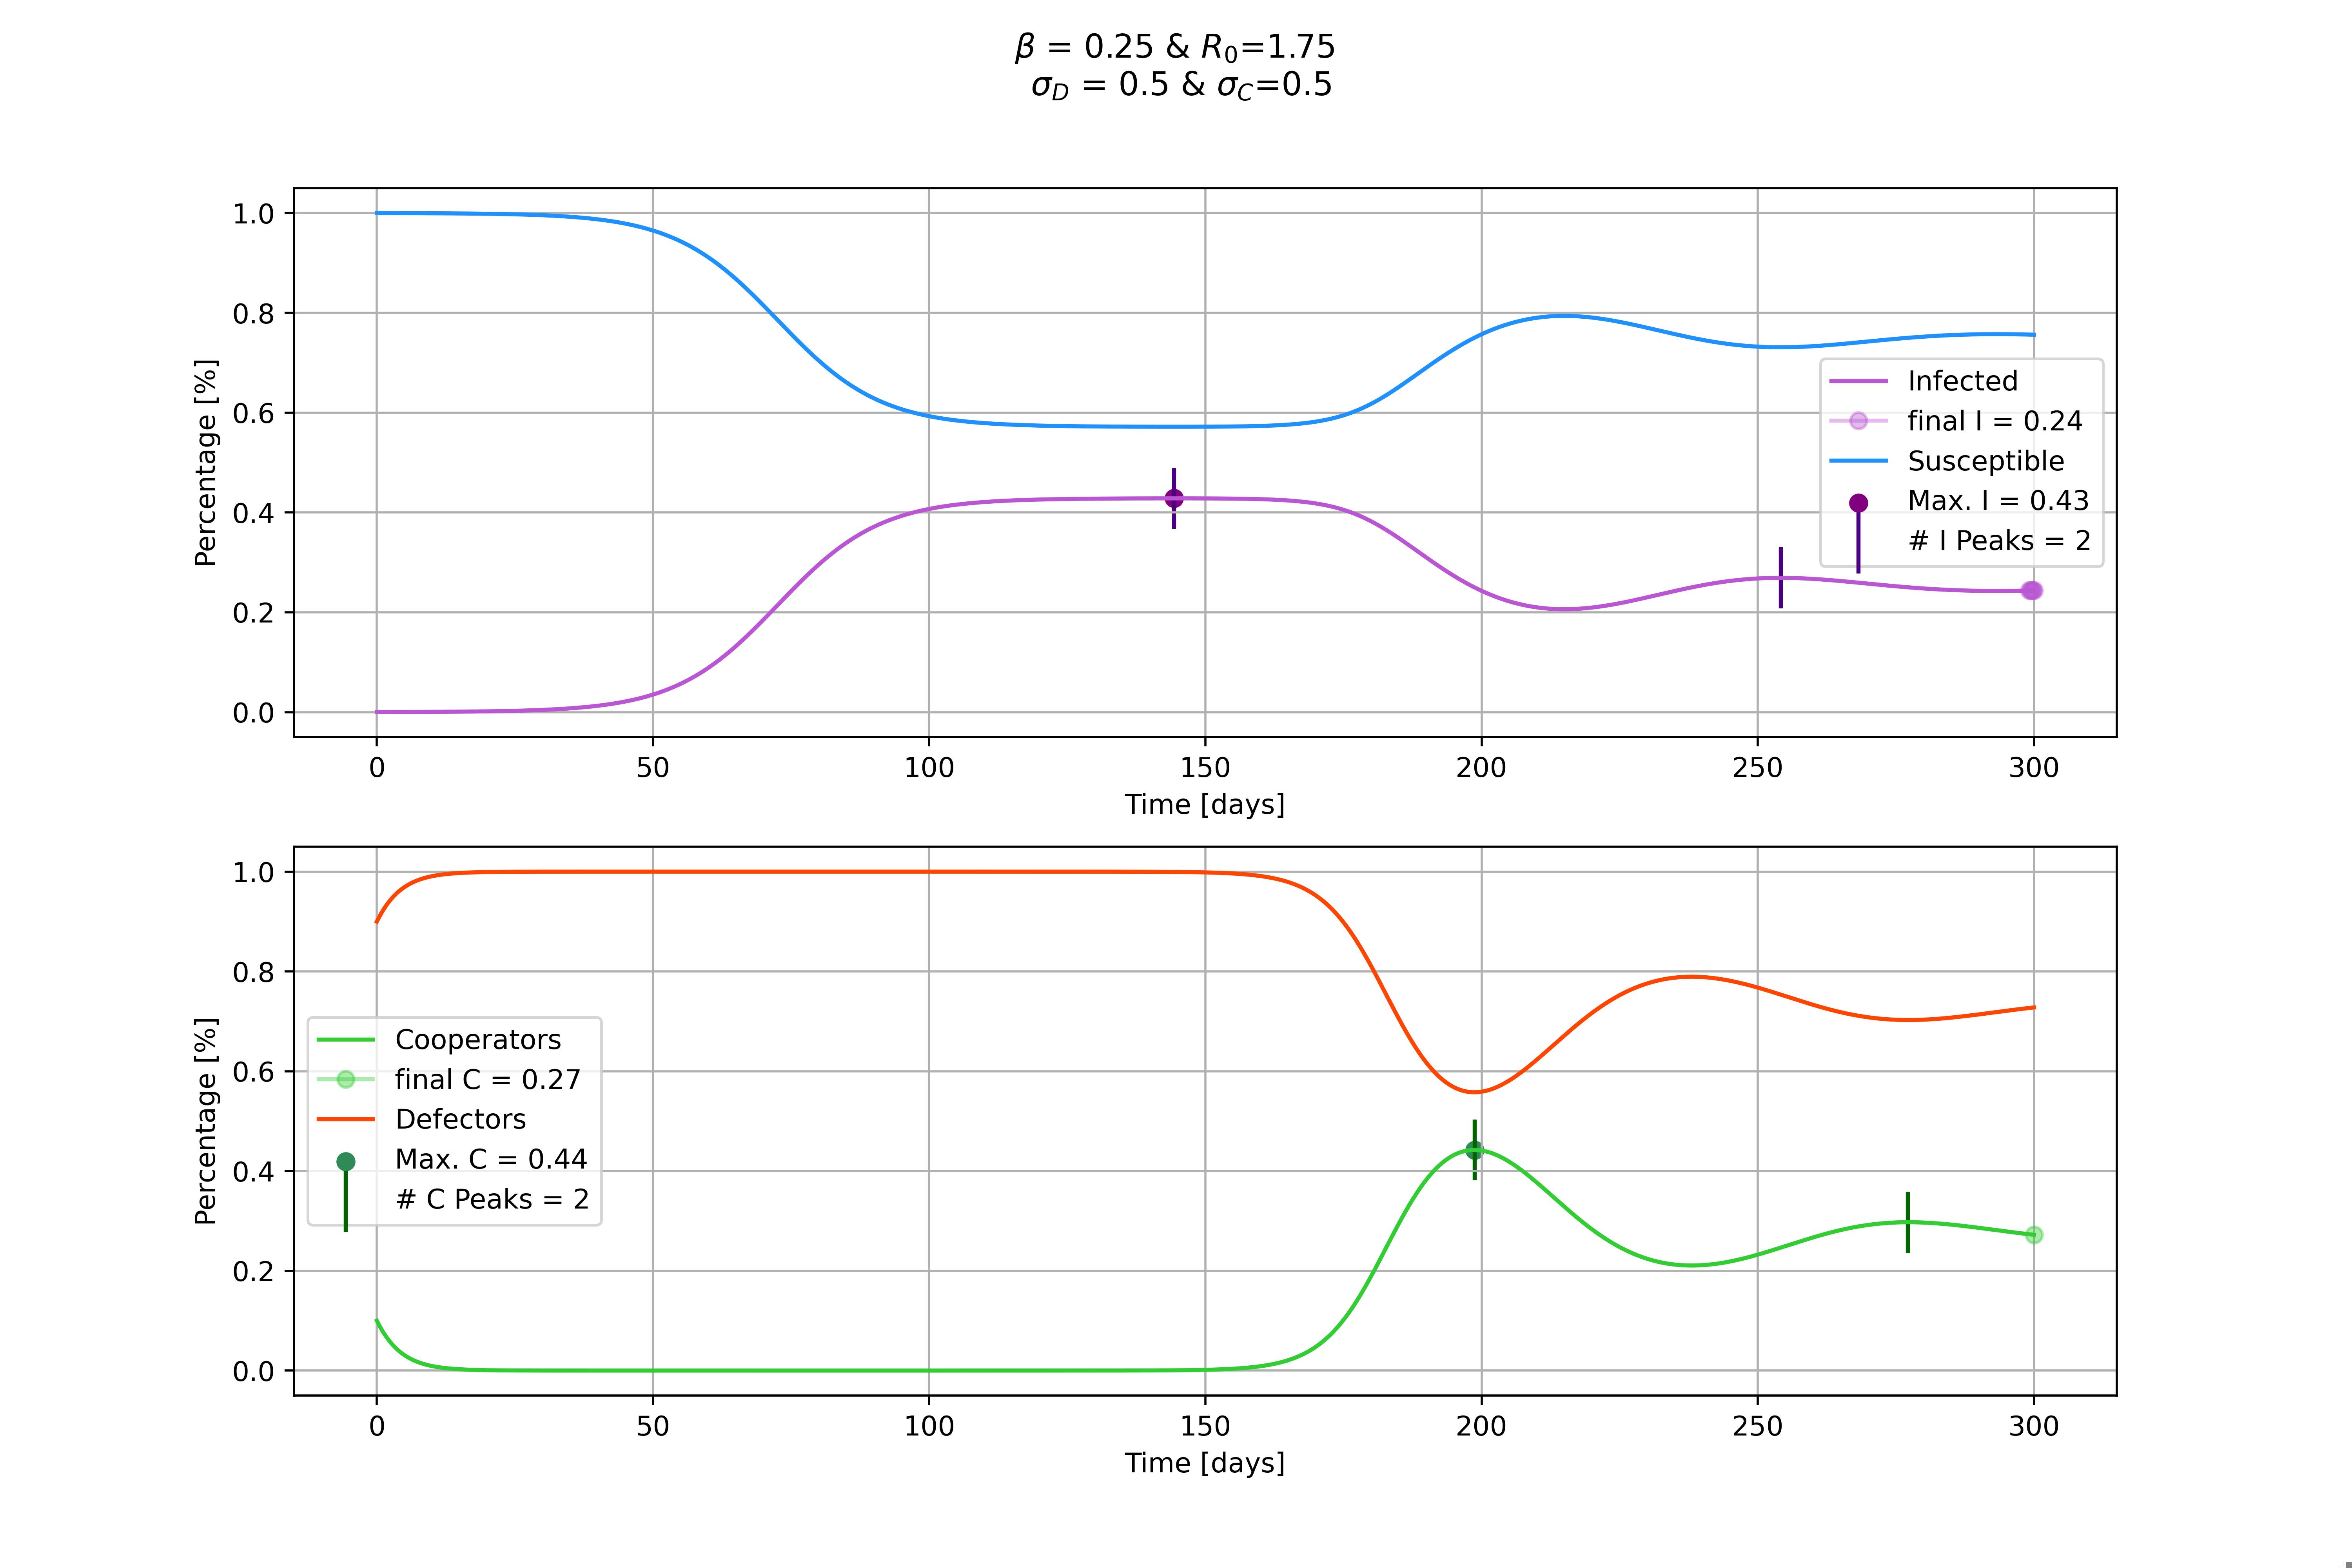 β = 0.25 & R₀=1.75
σ_D = 0.5 & σ_C=0.5
Percentage [%]
1.0
0.8
0.6
0.4
0.2
0.0
Infected
final I = 0.24
Susceptible
Max. I = 0.43
# I Peaks = 2
0 50 100 150 200 250 300
Time [days]
Percentage [%]
1.0
0.8
0.6
0.4
0.2
0.0
Cooperators
final C = 0.27
Defectors
Max. C = 0.44
# C Peaks = 2
0 50 100 150 200 250 300
Time [days]